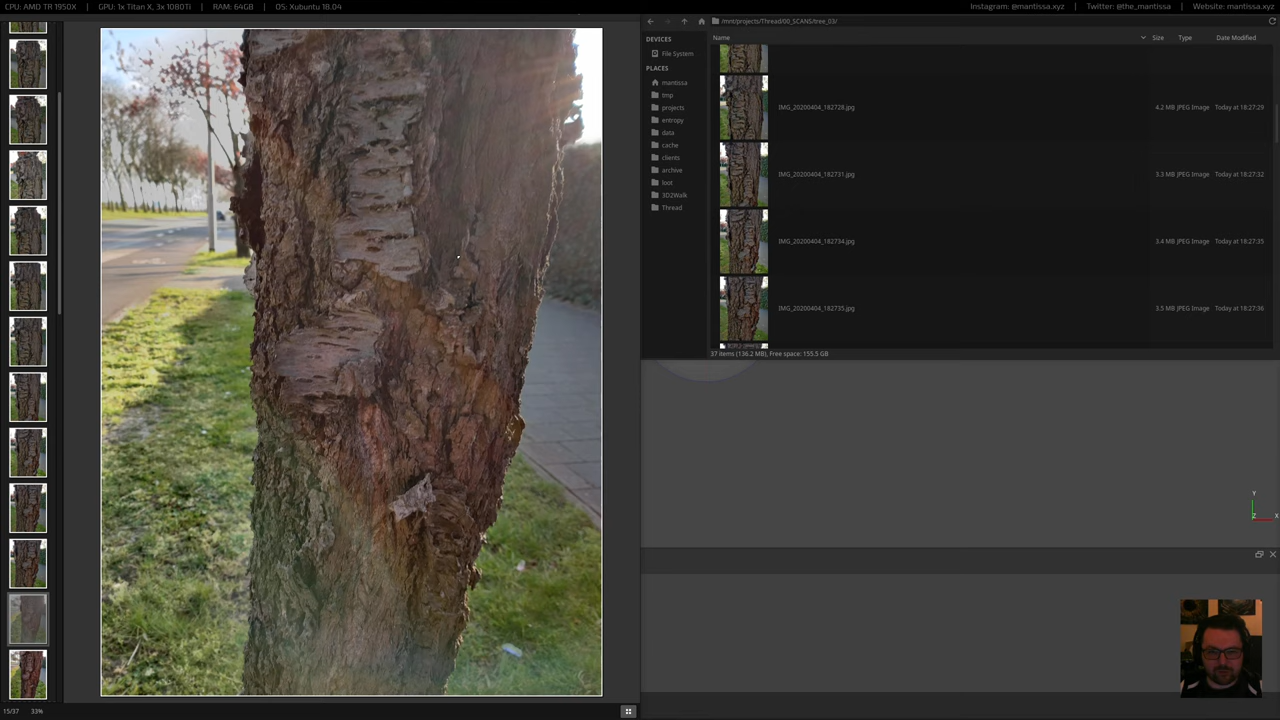 CPU: AMD TR 1950X | GPU: 1x Titan X, 3x 1080Ti | RAM: 64GB | OS: Xubuntu 18.04
Instagram: @mantissa.xyz | Twitter: @the_mantissa | Website: mantissa.xyz
/mnt/projects/Thread/00_SCANS/tree_03/
DEVICES
File System
PLACES
mantissa
tmp
projects
entropy
data
cache
clients
archive
loot
3D2Walk
Thread
Name Size Type Date Modified
IMG_20200404_182728.jpg 4.2 MB JPEG Image Today at 18:27:29
IMG_20200404_182731.jpg 3.3 MB JPEG Image Today at 18:27:32
IMG_20200404_182734.jpg 3.4 MB JPEG Image Today at 18:27:35
IMG_20200404_182735.jpg 3.5 MB JPEG Image Today at 18:27:36
37 items (136.2 MB), Free space: 155.5 GB
Y
Z X
15/37 33%